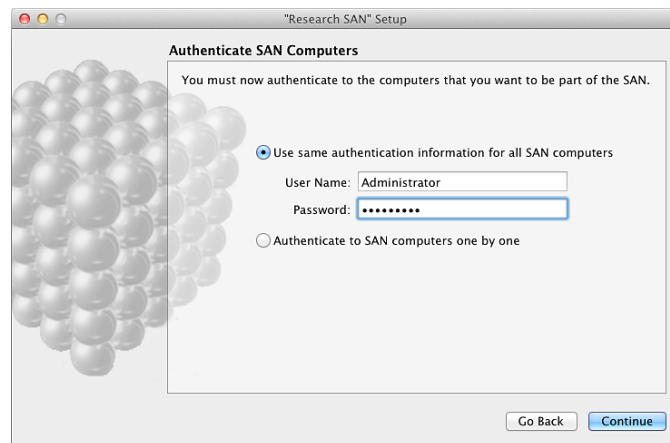 "Research SAN" Setup
Authenticate SAN Computers
You must now authenticate to the computers that you want to be part of the SAN.
Use same authentication information for all SAN computers
User Name: Administrator
Password: •••••••••
Authenticate to SAN computers one by one
Go Back Continue